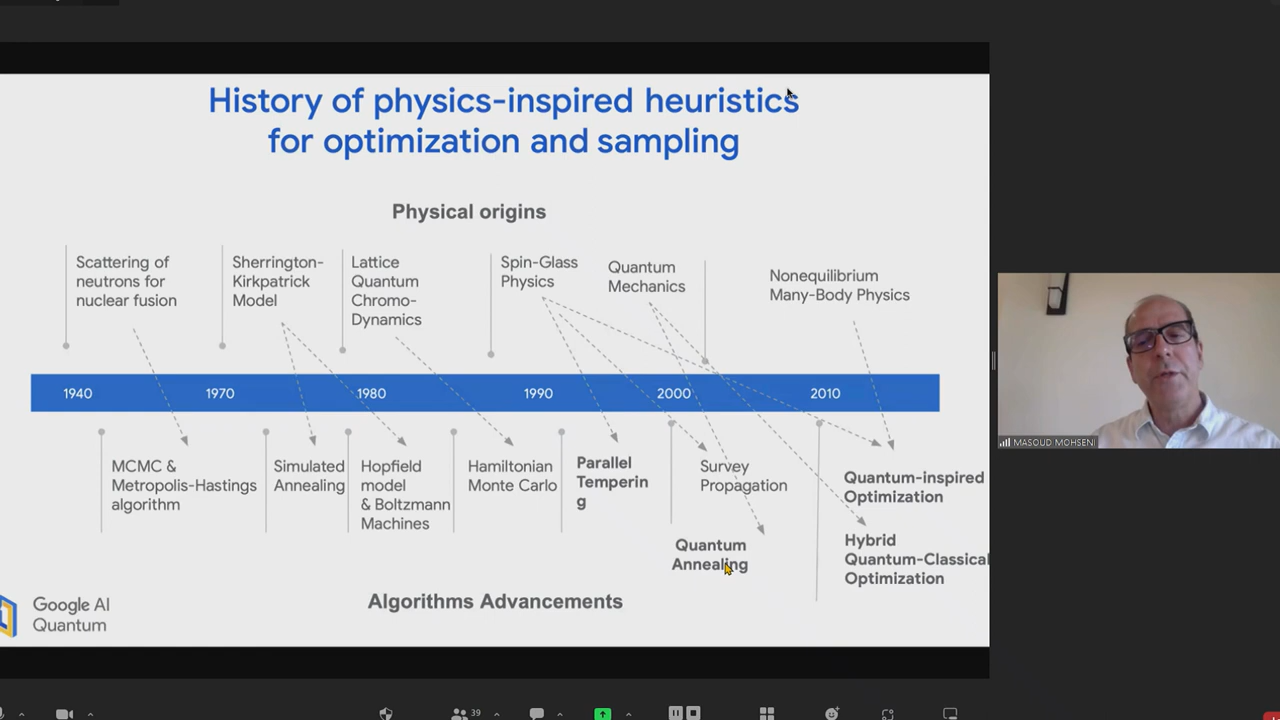 History of physics-inspired heuristics
for optimization and sampling
Physical origins
Scattering of
neutrons for
nuclear fusion
Sherrington-
Kirkpatrick
Model
Lattice
Quantum
Chromo-
Dynamics
Spin-Glass
Physics
Quantum
Mechanics
Nonequilibrium
Many-Body Physics
1940
1970
1980
1990
2000
2010
MCMC &
Metropolis-Hastings
algorithm
Simulated
Annealing
Hopfield
model
& Boltzmann
Machines
Hamiltonian
Monte Carlo
Parallel
Temperin
g
Survey
Propagation
Quantum
Annealing
Quantum-inspired
Optimization
Hybrid
Quantum-Classical
Optimization
Algorithms Advancements
Google AI
Quantum
MASOUD MOHSENI
39